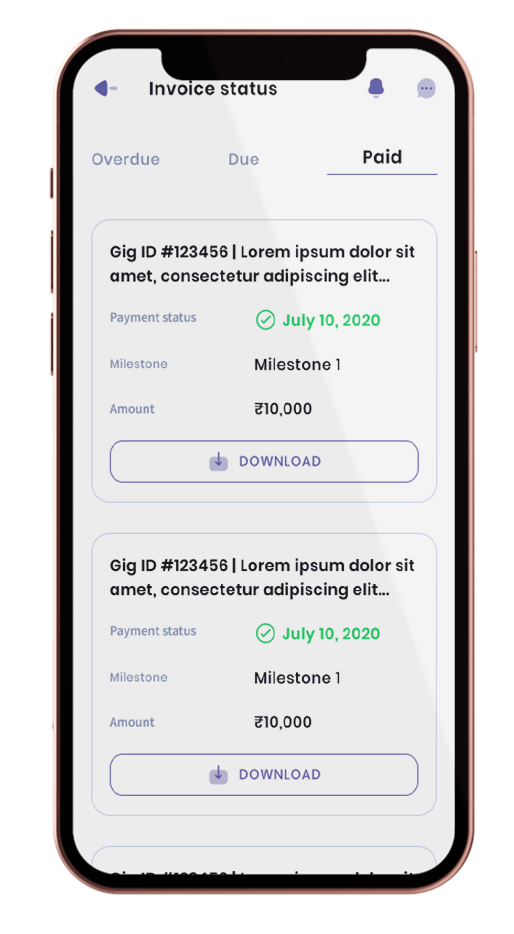 Invoice status
Overdue
Due
Paid
Gig ID #123456 | Lorem ipsum dolor sit
amet, consectetur adipiscing elit...
Payment status
July 10, 2020
Milestone
Milestone 1
Amount
₹10,000
DOWNLOAD
Gig ID #123456 | Lorem ipsum dolor sit
amet, consectetur adipiscing elit...
Payment status
July 10, 2020
Milestone
Milestone 1
Amount
₹10,000
DOWNLOAD